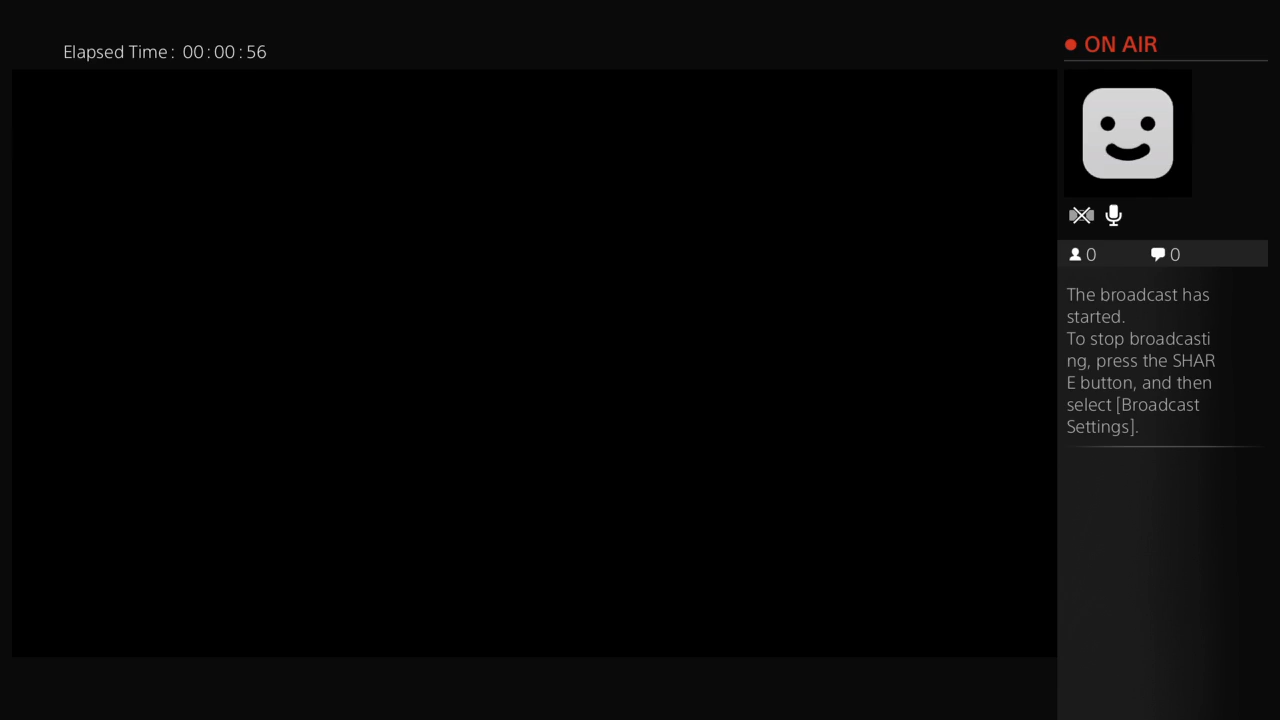 Elapsed Time: 00:00:56
ON AIR
0 0
The broadcast has
started.
To stop broadcasti
ng, press the SHAR
E button, and then
select [Broadcast
Settings].